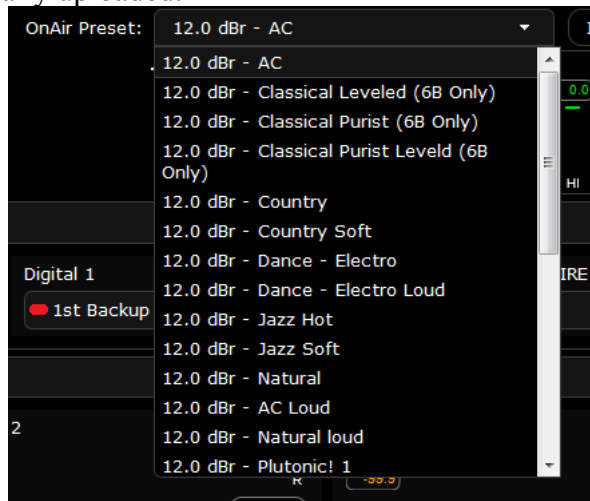 OnAir Preset: 12.0 dBr - AC
12.0 dBr - AC
12.0 dBr - Classical Leveled (6B Only)
0.0
12.0 dBr - Classical Purist (6B Only)
12.0 dBr - Classical Purist Leveld (6B
Only)
HI
12.0 dBr - Country
12.0 dBr - Country Soft
Digital 1
12.0 dBr - Dance - Electro
IRE
1st Backup
12.0 dBr - Dance - Electro Loud
12.0 dBr - Jazz Hot
12.0 dBr - Jazz Soft
12.0 dBr - Natural
12.0 dBr - AC Loud
2
12.0 dBr - Natural loud
12.0 dBr - Plutonic! 1
R
-99.9